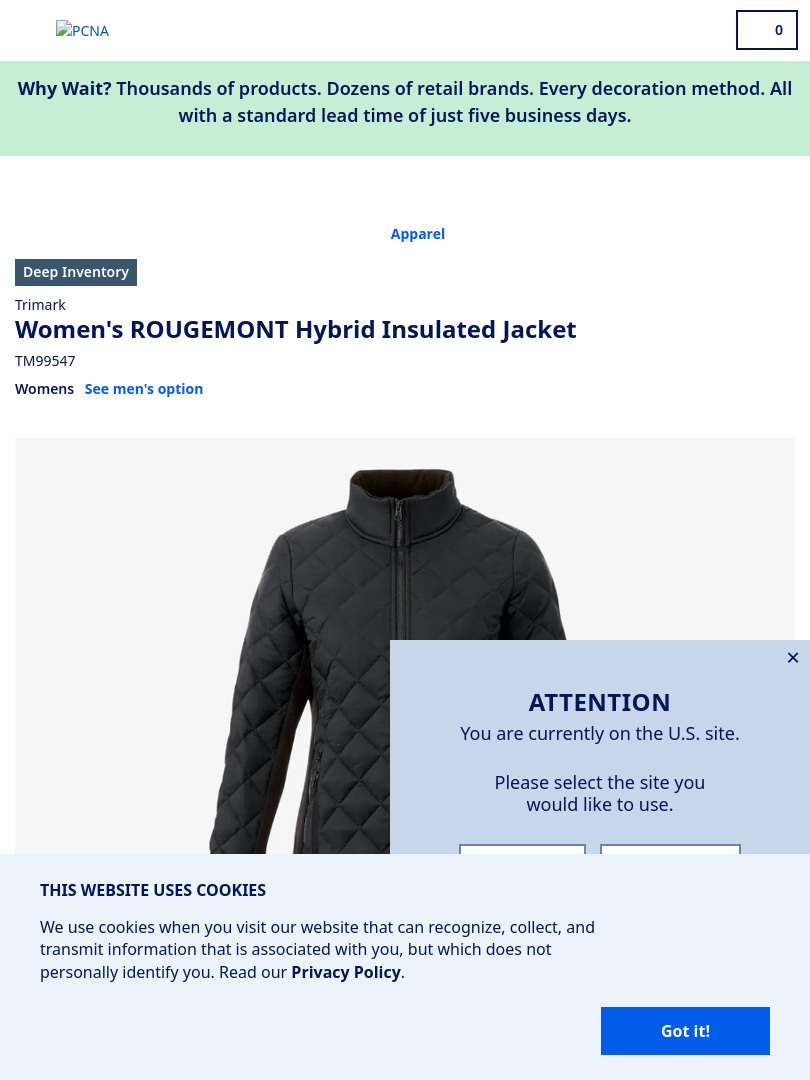 PCNA
0
Why Wait? Thousands of products. Dozens of retail brands. Every decoration method. All
with a standard lead time of just five business days.
Apparel
Deep Inventory
Trimark
Women's ROUGEMONT Hybrid Insulated Jacket
TM99547
Womens See men's option
×
ATTENTION
You are currently on the U.S. site.
Please select the site you
would like to use.
THIS WEBSITE USES COOKIES
We use cookies when you visit our website that can recognize, collect, and
transmit information that is associated with you, but which does not
personally identify you. Read our Privacy Policy.
Got it!